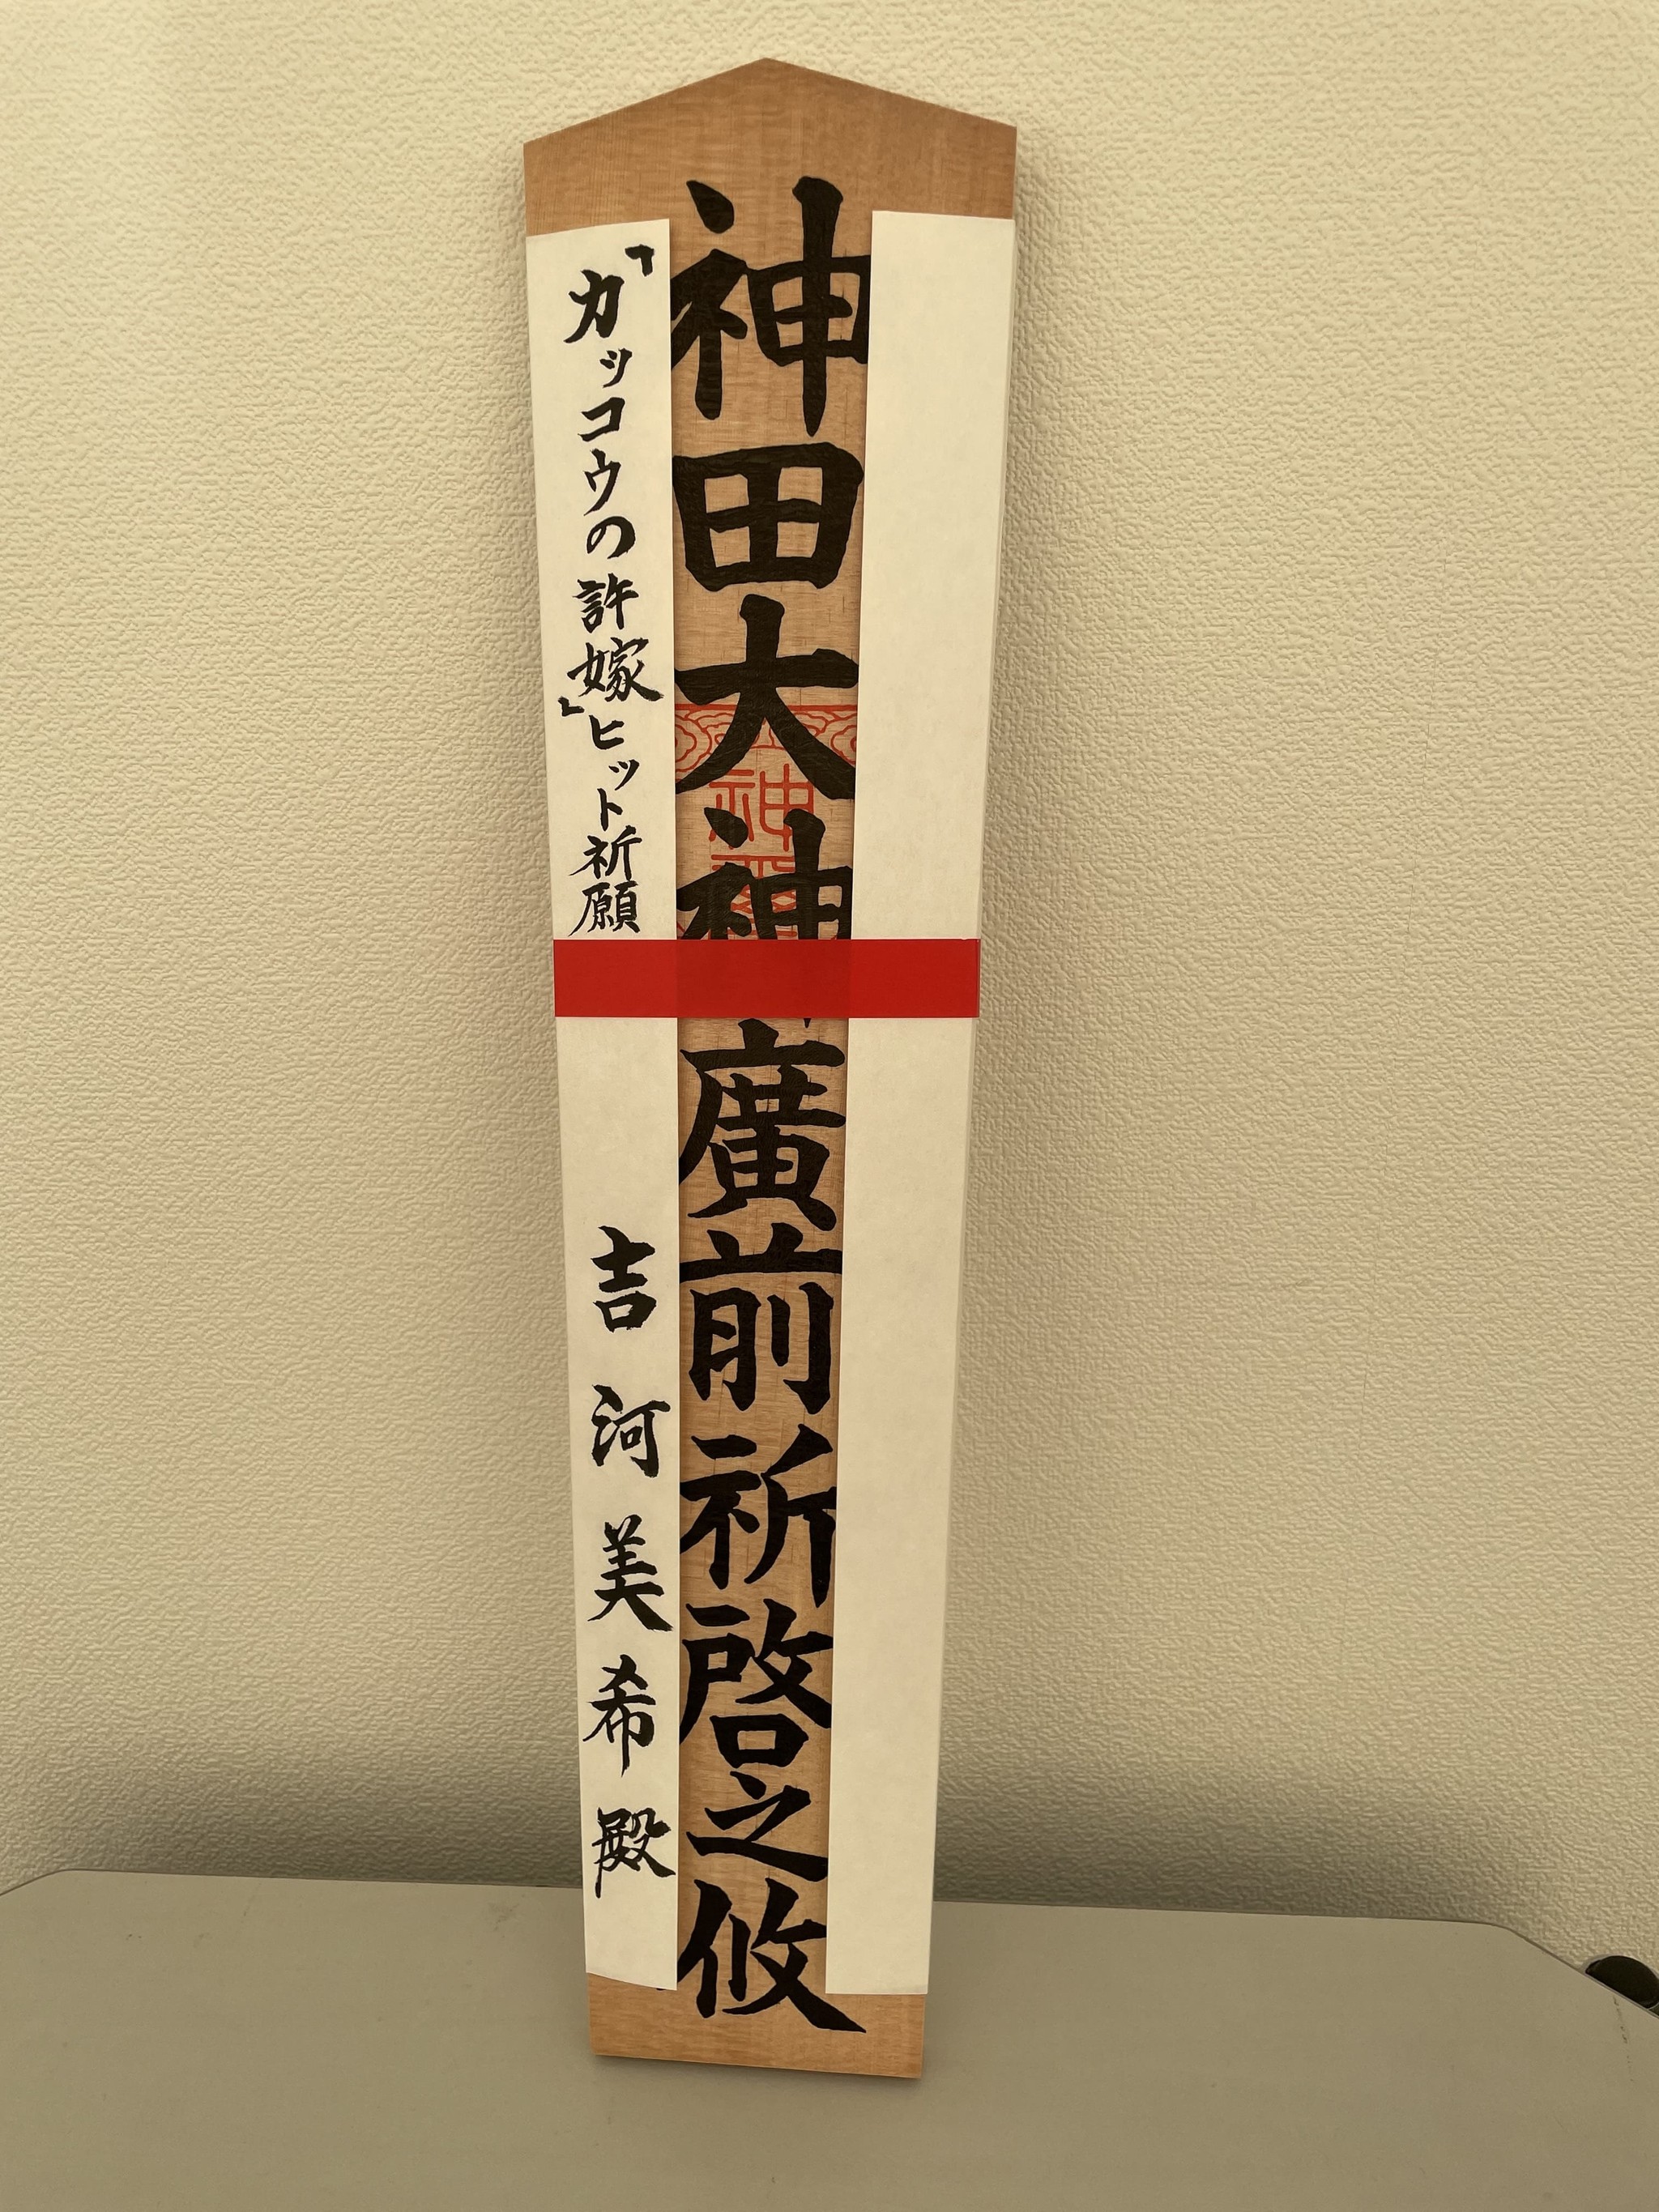 神田大神廣前祈啓之攸
「カッコウの許嫁」ヒット祈願
吉河美希殿
神